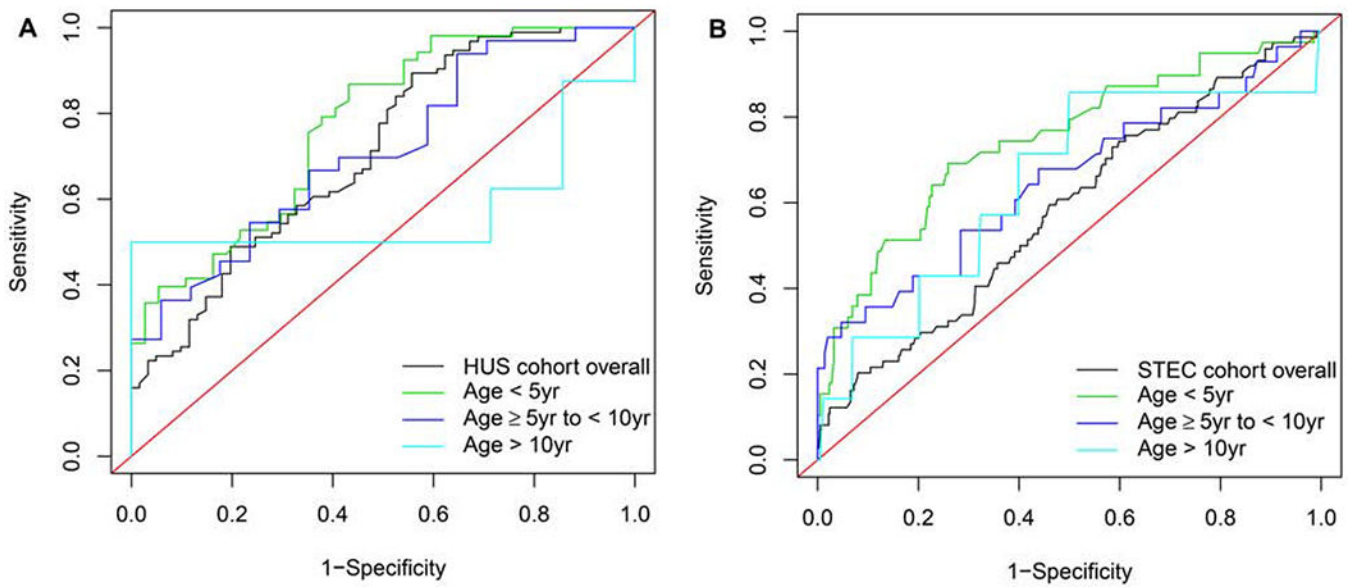 A
Sensitivity
1.0
0.8
0.6
0.4
0.2
0.0
HUS cohort overall
Age < 5yr
Age ≥ 5yr to < 10yr
Age > 10yr
0.0 0.2 0.4 0.6 0.8 1.0
1−Specificity
B
Sensitivity
1.0
0.8
0.6
0.4
0.2
0.0
STEC cohort overall
Age < 5yr
Age ≥ 5yr to < 10yr
Age > 10yr
0.0 0.2 0.4 0.6 0.8 1.0
1−Specificity